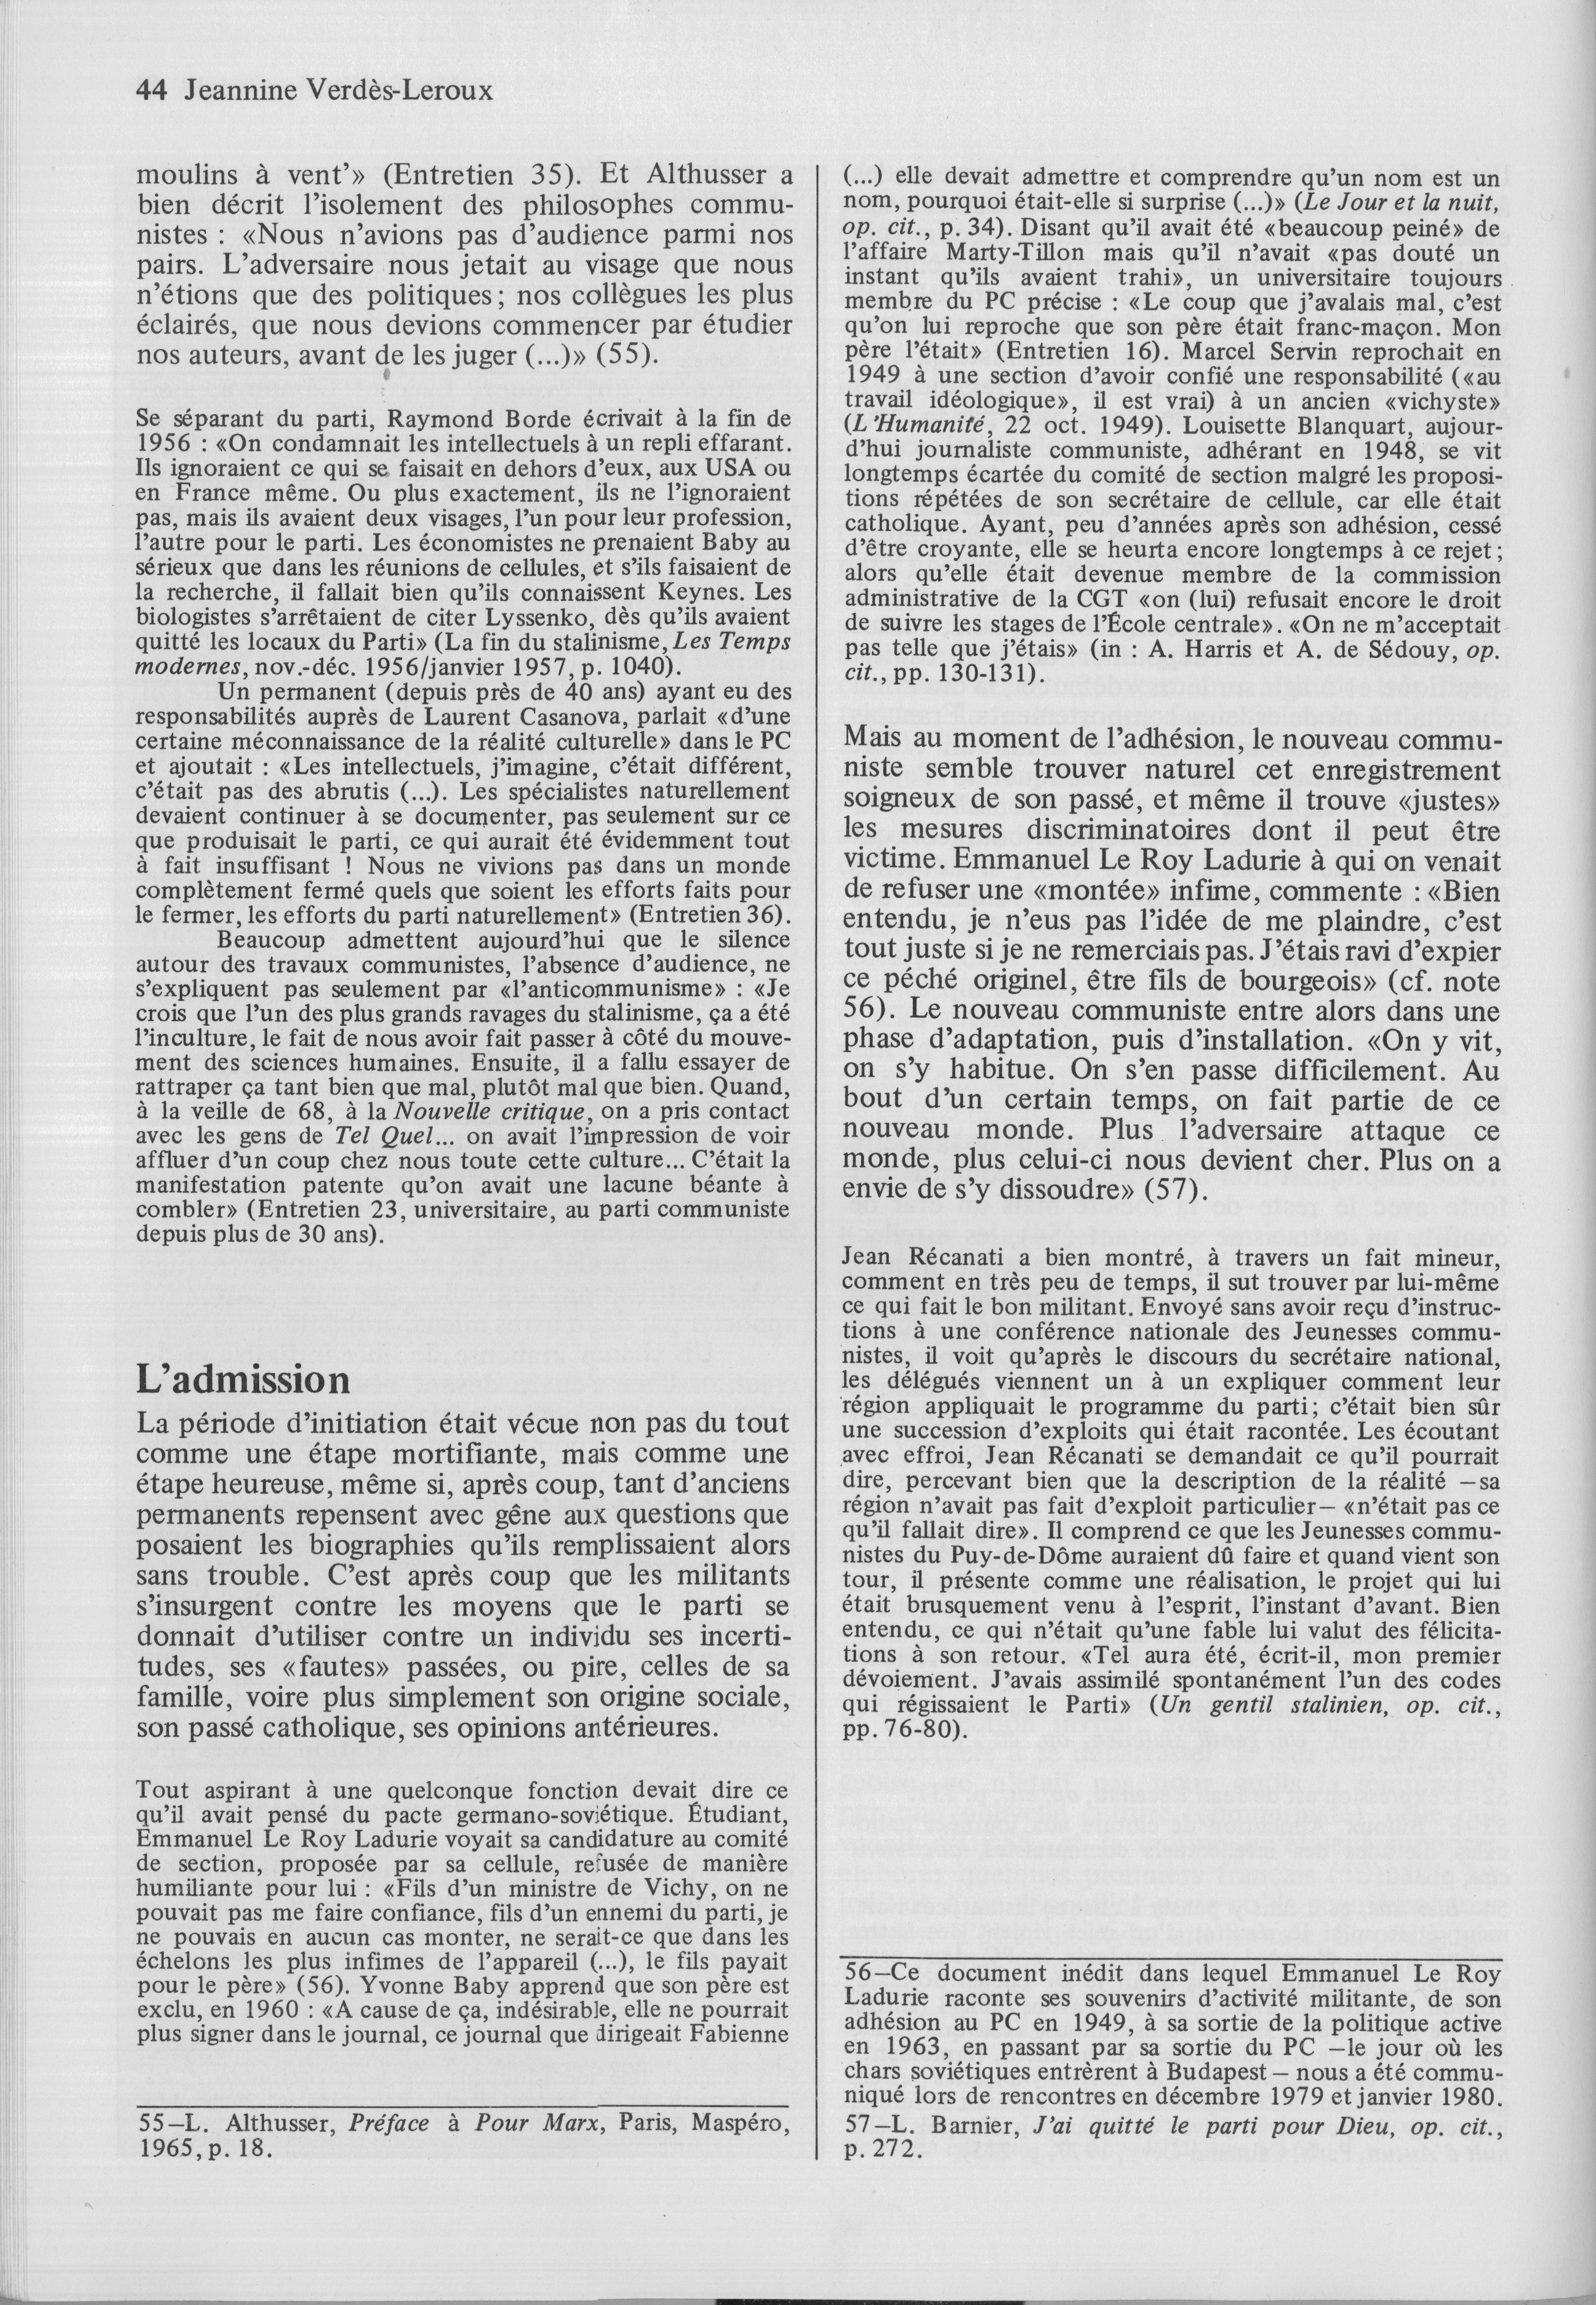 44 Jeannine Verdès-Leroux
moulins à vent'» (Entretien 35). Et Althusser a
bien décrit l'isolement des philosophes commu-
nistes : «Nous n'avions pas d'audience parmi nos
pairs. L'adversaire nous jetait au visage que nous
n'étions que des politiques; nos collègues les plus
éclairés, que nous devions commencer par étudier
nos auteurs, avant de les juger (...)» (55).
Se séparant du parti, Raymond Borde écrivait à la fin de
1956 : «On condamnait les intellectuels à un repli effarant.
Ils ignoraient ce qui se faisait en dehors d'eux, aux USA ou
en France même. Ou plus exactement, ils ne l'ignoraient
pas, mais ils avaient deux visages, l'un pour leur profession,
l'autre pour le parti. Les économistes ne prenaient Baby au
sérieux que dans les réunions de cellules, et s'ils faisaient de
la recherche, il fallait bien qu'ils connaissent Keynes. Les
biologistes s'arrêtaient de citer Lyssenko, dès qu'ils avaient
quitté les locaux du Parti» (La fin du stalinisme, Les Temps
modernes, nov.-déc. 1956/janvier 1957, p. 1040).
Un permanent (depuis près de 40 ans) ayant eu des
responsabilités auprès de Laurent Casanova, parlait «d'une
certaine méconnaissance de la réalité culturelle» dans le PC
et ajoutait : «Les intellectuels, j'imagine, c'était différent,
c'était pas des abrutis (...). Les spécialistes naturellement
devaient continuer à se documenter, pas seulement sur ce
que produisait le parti, ce qui aurait été évidemment tout
à fait insuffisant ! Nous ne vivions pas dans un monde
complètement fermé quels que soient les efforts faits pour
le fermer, les efforts du parti naturellement» (Entretien 36).
Beaucoup admettent aujourd'hui que le silence
autour des travaux communistes, l'absence d'audience, ne
s'expliquent pas seulement par «l'anticommunisme» : «Je
crois que l'un des plus grands ravages du stalinisme, ça a été
l'inculture, le fait de nous avoir fait passer à côté du mouve-
ment des sciences humaines. Ensuite, il a fallu essayer de
rattraper ça tant bien que mal, plutôt mal que bien. Quand,
à la veille de 68, à la Nouvelle critique, on a pris contact
avec les gens de Tel Quel... on avait l'impression de voir
affluer d'un coup chez nous toute cette culture... C'était la
manifestation patente qu'on avait une lacune béante à
combler» (Entretien 23, universitaire, au parti communiste
depuis plus de 30 ans).
L'admission
La période d'initiation était vécue non pas du tout
comme une étape mortifiante, mais comme une
étape heureuse, même si, après coup, tant d'anciens
permanents repensent avec gêne aux questions que
posaient les biographies qu'ils remplissaient alors
sans trouble. C'est après coup que les militants
s'insurgent contre les moyens que le parti se
donnait d'utiliser contre un individu ses incerti-
tudes, ses «fautes» passées, ou pire, celles de sa
famille, voire plus simplement son origine sociale,
son passé catholique, ses opinions antérieures.
Tout aspirant à une quelconque fonction devait dire ce
qu'il avait pensé du pacte germano-soviétique. Étudiant,
Emmanuel Le Roy Ladurie voyait sa candidature au comité
de section, proposée par sa cellule, refusée de manière
humiliante pour lui : «Fils d'un ministre de Vichy, on ne
pouvait pas me faire confiance, fils d'un ennemi du parti, je
ne pouvais en aucun cas monter, ne serait-ce que dans les
échelons les plus infimes de l'appareil (...), le fils payait
pour le père» (56). Yvonne Baby apprend que son père est
exclu, en 1960 : «A cause de ça, indésirable, elle ne pourrait
plus signer dans le journal, ce journal que dirigeait Fabienne
55—L. Althusser, Préface à Pour Marx, Paris, Maspéro,
1965, p. 18.
(...) elle devait admettre et comprendre qu'un nom est un
nom, pourquoi était-elle si surprise (...)» (Le Jour et la nuit,
op. cit., p. 34). Disant qu'il avait été «beaucoup peiné» de
l'affaire Marty-Tillon mais qu'il n'avait «pas douté un
instant qu'ils avaient trahi», un universitaire toujours
membre du PC précise : «Le coup que j'avalais mal, c'est
qu'on lui reproche que son père était franc-maçon. Mon
père l'était» (Entretien 16). Marcel Servin reprochait en
1949 à une section d'avoir confié une responsabilité («au
travail idéologique», il est vrai) à un ancien «vichyste»
(L'Humanité, 22 oct. 1949). Louisette Blanquart, aujour-
d'hui journaliste communiste, adhérant en 1948, se vit
longtemps écartée du comité de section malgré les proposi-
tions répétées de son secrétaire de cellule, car elle était
catholique. Ayant, peu d'années après son adhésion, cessé
d'être croyante, elle se heurta encore longtemps à ce rejet;
alors qu'elle était devenue membre de la commission
administrative de la CGT «on (lui) refusait encore le droit
de suivre les stages de l'École centrale». «On ne m'acceptait
pas telle que j'étais» (in : A. Harris et A. de Sédouy, op.
cit., pp. 130-131).
Mais au moment de l'adhésion, le nouveau commu-
niste semble trouver naturel cet enregistrement
soigneux de son passé, et même il trouve «justes»
les mesures discriminatoires dont il peut être
victime. Emmanuel Le Roy Ladurie à qui on venait
de refuser une «montée» infime, commente : «Bien
entendu, je n'eus pas l'idée de me plaindre, c'est
tout juste si je ne remerciais pas. J'étais ravi d'expier
ce péché originel, être fils de bourgeois» (cf. note
56). Le nouveau communiste entre alors dans une
phase d'adaptation, puis d'installation. «On y vit,
on s'y habitue. On s'en passe difficilement. Au
bout d'un certain temps, on fait partie de ce
nouveau monde. Plus l'adversaire attaque ce
monde, plus celui-ci nous devient cher. Plus on a
envie de s'y dissoudre» (57).
Jean Récanati a bien montré, à travers un fait mineur,
comment en très peu de temps, il sut trouver par lui-même
ce qui fait le bon militant. Envoyé sans avoir reçu d'instruc-
tions à une conférence nationale des Jeunesses commu-
nistes, il voit qu'après le discours du secrétaire national,
les délégués viennent un à un expliquer comment leur
région appliquait le programme du parti; c'était bien sûr
une succession d'exploits qui était racontée. Les écoutant
avec effroi, Jean Récanati se demandait ce qu'il pourrait
dire, percevant bien que la description de la réalité —sa
région n'avait pas fait d'exploit particulier— «n'était pas ce
qu'il fallait dire». Il comprend ce que les Jeunesses commu-
nistes du Puy-de-Dôme auraient dû faire et quand vient son
tour, il présente comme une réalisation, le projet qui lui
était brusquement venu à l'esprit, l'instant d'avant. Bien
entendu, ce qui n'était qu'une fable lui valut des félicita-
tions à son retour. «Tel aura été, écrit-il, mon premier
dévoiement. J'avais assimilé spontanément l'un des codes
qui régissaient le Parti» (Un gentil stalinien, op. cit.,
pp. 76-80).
56—Ce document inédit dans lequel Emmanuel Le Roy
Ladurie raconte ses souvenirs d'activité militante, de son
adhésion au PC en 1949, à sa sortie de la politique active
en 1963, en passant par sa sortie du PC —le jour où les
chars soviétiques entrèrent à Budapest — nous a été commu-
niqué lors de rencontres en décembre 1979 et janvier 1980.
57—L. Barnier, J'ai quitté le parti pour Dieu, op. cit.,
p. 272.